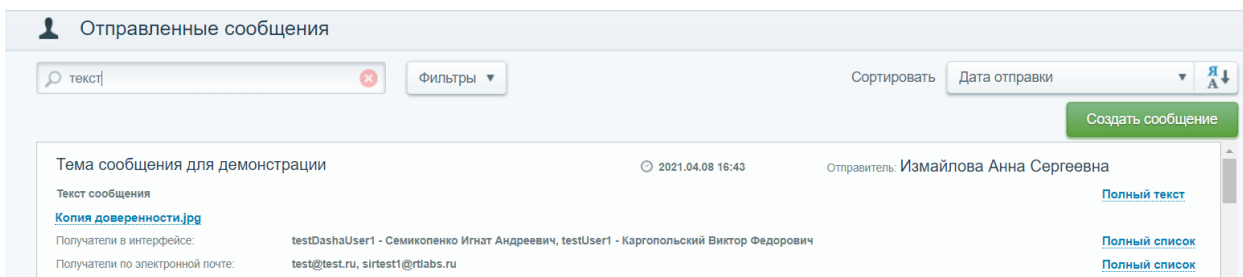 Отправленные сообщения
текст
Фильтры
Сортировать Дата отправки
Я
А
Создать сообщение
Тема сообщения для демонстрации 2021.04.08 16:43 Отправитель: Измайлова Анна Сергеевна
Текст сообщения Полный текст
Копия доверенности.jpg
Получатели в интерфейсе: testDashaUser1 - Семикопенко Игнат Андреевич, testUser1 - Каргопольский Виктор Федорович Полный список
Получатели по электронной почте: test@test.ru, sirtest1@rtlabs.ru Полный список